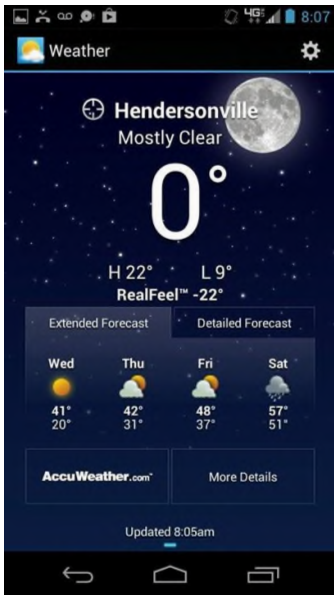 4G 8:07
Weather
Hendersonville
Mostly Clear
0°
H 22° L 9°
RealFeel™ -22°
Extended Forecast Detailed Forecast
Wed Thu Fri Sat
41° 42° 48° 57°
20° 31° 37° 51°
AccuWeather.com® More Details
Updated 8:05am